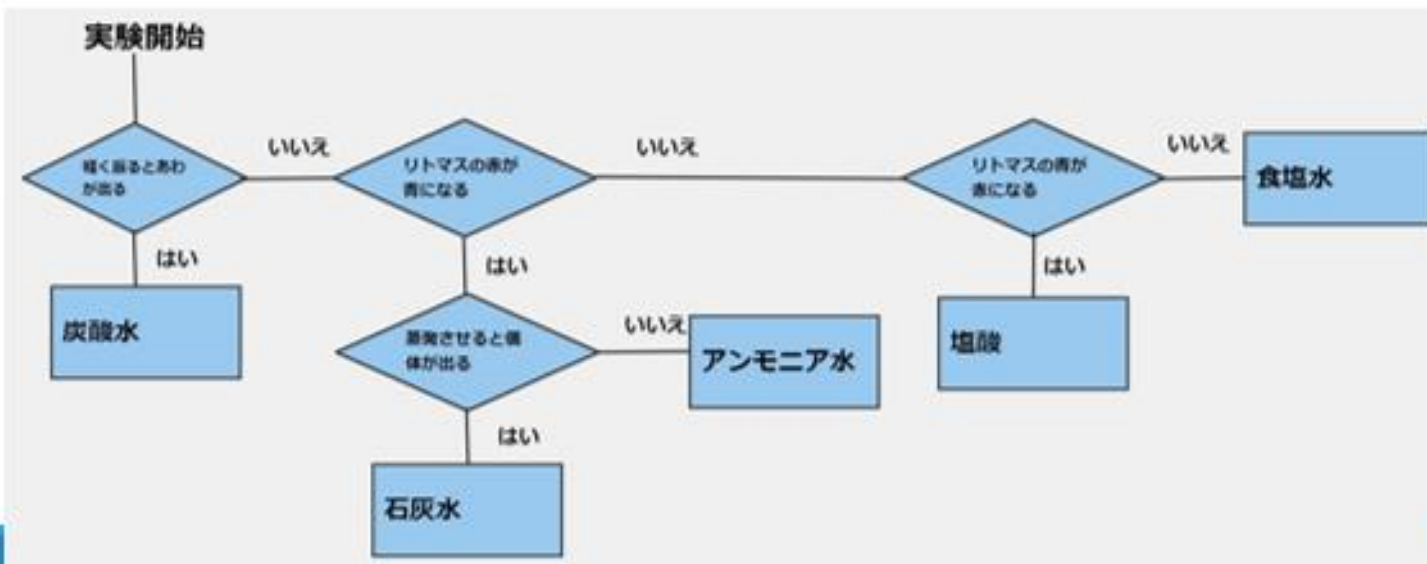 実験開始
軽く振るとあわ
が出る
いいえ
はい
炭酸水
リトマスの赤が
青になる
いいえ
はい
蒸発させると個
体が出る
いいえ
アンモニア水
はい
石灰水
リトマスの青が
赤になる
いいえ
食塩水
はい
塩酸